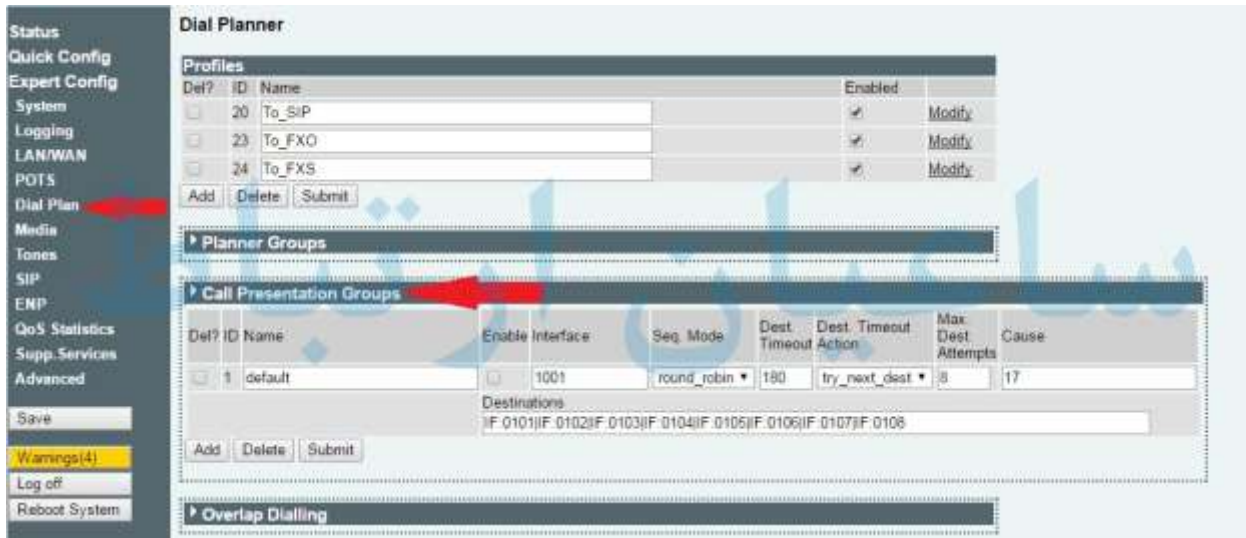 Status
Quick Config
Expert Config
System
Logging
LAN/WAN
POTS
Dial Plan
Media
Tones
SIP
ENP
QoS Statistics
Supp.Services
Advanced
Save
Warnings(4)
Log off
Reboot System
Dial Planner
Profiles
Del? ID Name Enabled
20 To_SIP Modify
23 To_FXO Modify
24 To_FXS Modify
Add Delete Submit
Planner Groups
Call Presentation Groups
Del? ID Name Enable Interface Seq. Mode Dest. Timeout Dest. Timeout Action Max. Dest. Attempts Cause
1 default 1001 round_robin 180 try_next_dest 8 17
Destinations
IF:0101|IF:0102|IF:0103|IF:0104|IF:0105|IF:0106|IF:0107|IF:0108
Add Delete Submit
Overlap Dialling
ساعیان ارتباط